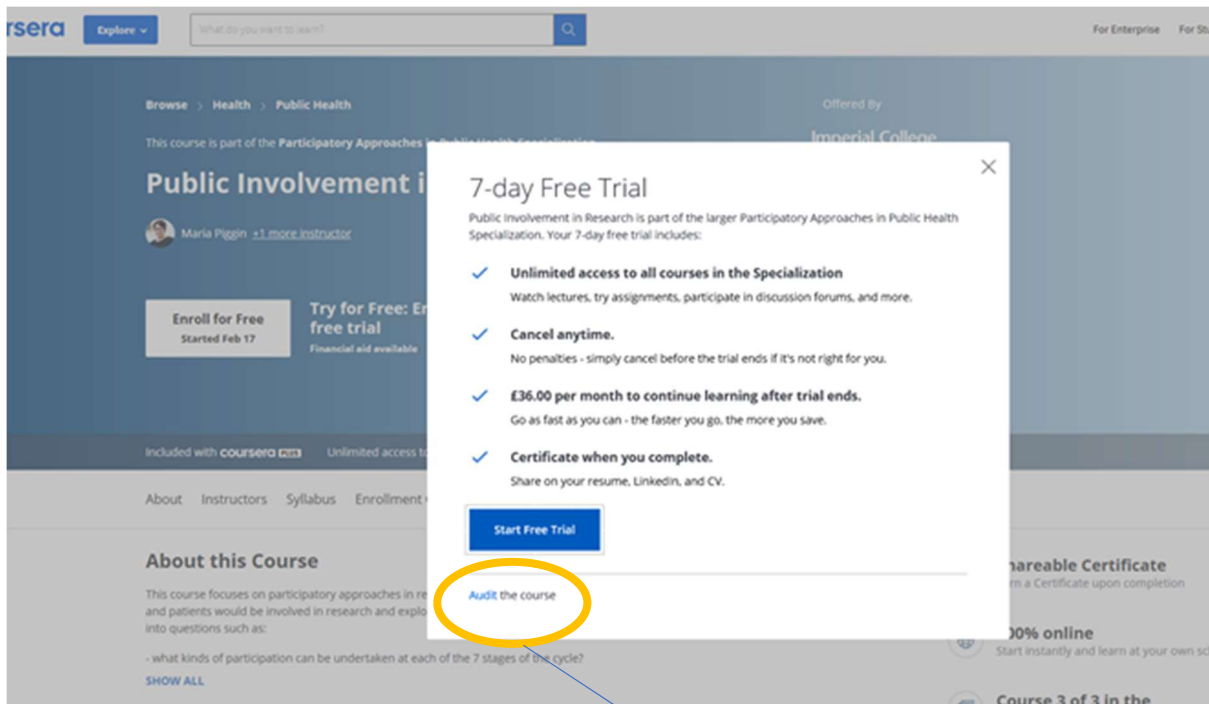 rsera
Explore
What do you want to learn?
For Enterprise
For Stu
Browse > Health > Public Health
Offered By
Imperial College
This course is part of the Participatory Approaches in Public Health Specialization
Public Involvement i
Maria Piggin +1 more instructor
Enroll for Free
Started Feb 17
Try for Free: En
free trial
Financial aid available
Included with coursera PLUS
Unlimited access to
About Instructors Syllabus Enrollment
7-day Free Trial
Public Involvement in Research is part of the larger Participatory Approaches in Public Health
Specialization. Your 7-day free trial includes:
Unlimited access to all courses in the Specialization
Watch lectures, try assignments, participate in discussion forums, and more.
Cancel anytime.
No penalties - simply cancel before the trial ends if it's not right for you.
£36.00 per month to continue learning after trial ends.
Go as fast as you can - the faster you go, the more you save.
Certificate when you complete.
Share on your resume, LinkedIn, and CV.
Start Free Trial
Audit the course
About this Course
This course focuses on participatory approaches in re
and patients would be involved in research and explo
into questions such as:
- what kinds of participation can be undertaken at each of the 7 stages of the cycle?
SHOW ALL
hareable Certificate
rn a Certificate upon completion
00% online
Start instantly and learn at your own sc
Course 3 of 3 in the